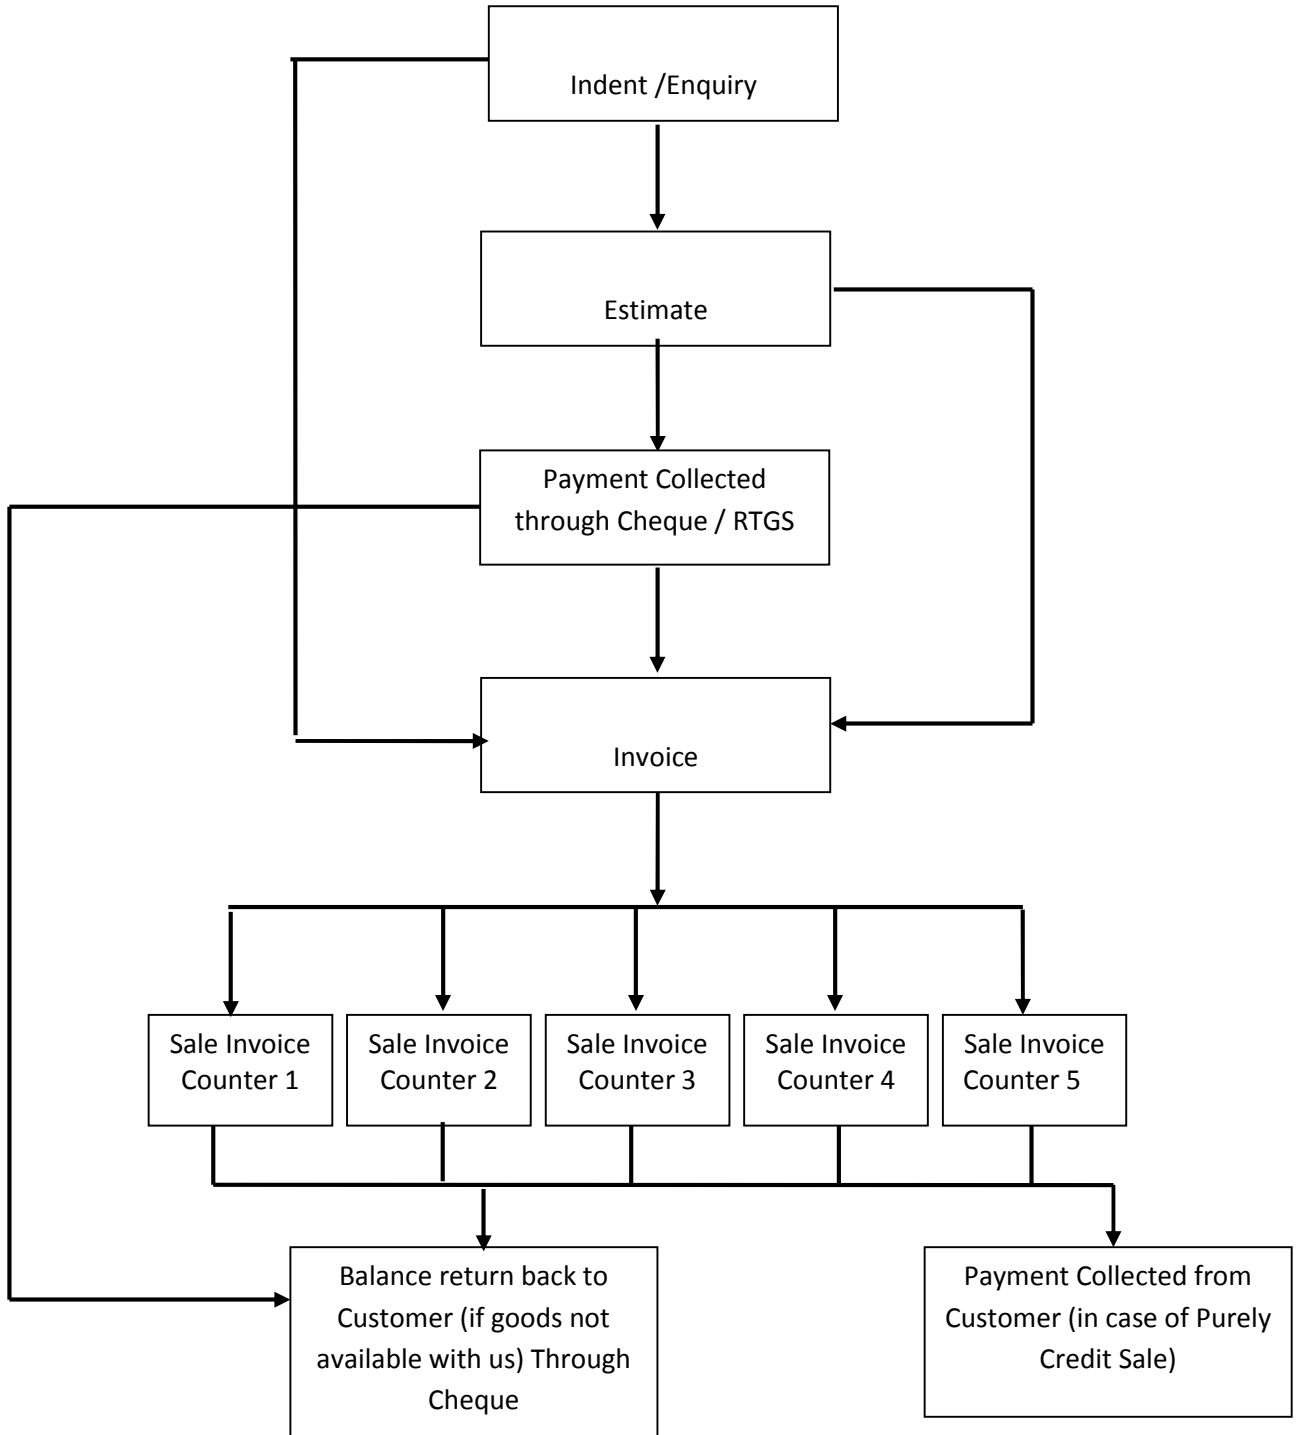 Indent /Enquiry
Estimate
Payment Collected
through Cheque / RTGS
Invoice
Sale Invoice
Counter 1
Sale Invoice
Counter 2
Sale Invoice
Counter 3
Sale Invoice
Counter 4
Sale Invoice
Counter 5
Balance return back to
Customer (if goods not
available with us) Through
Cheque
Payment Collected from
Customer (in case of Purely
Credit Sale)